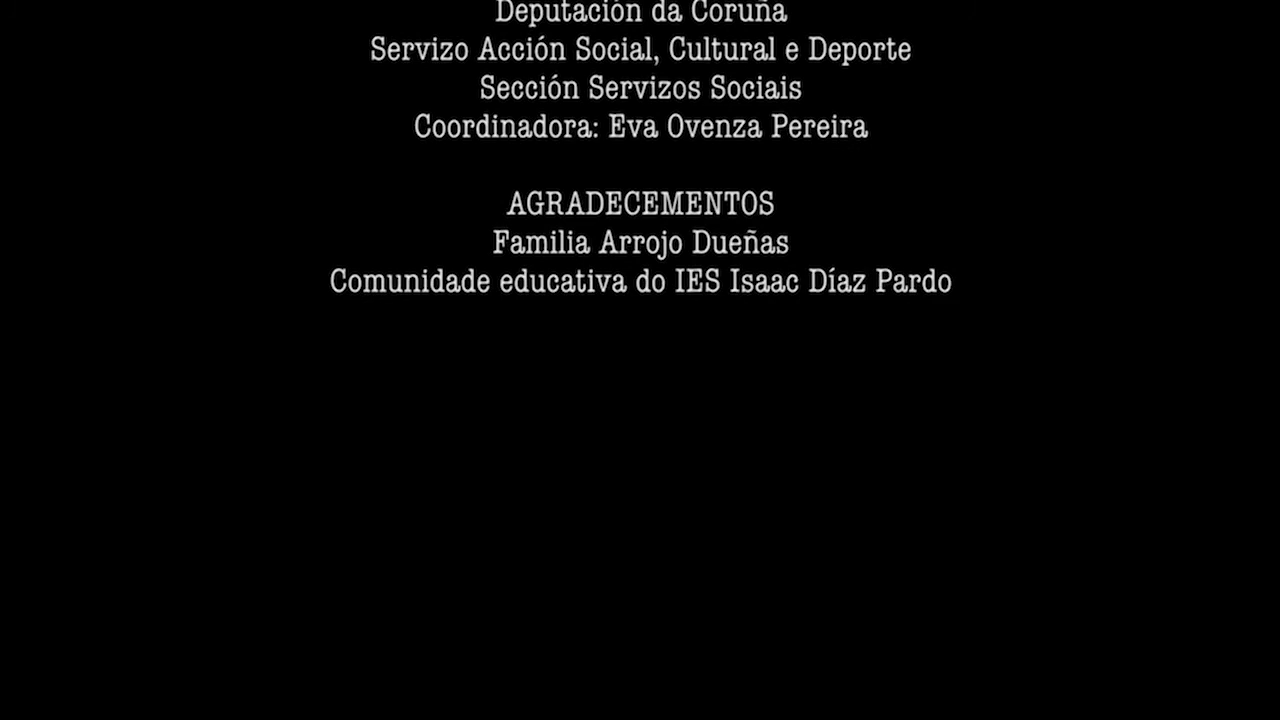 Deputación da Coruña
Servizo Acción Social, Cultural e Deporte
Sección Servizos Sociais
Coordinadora: Eva Ovenza Pereira
AGRADECEMENTOS
Familia Arrojo Dueñas
Comunidade educativa do IES Isaac Díaz Pardo